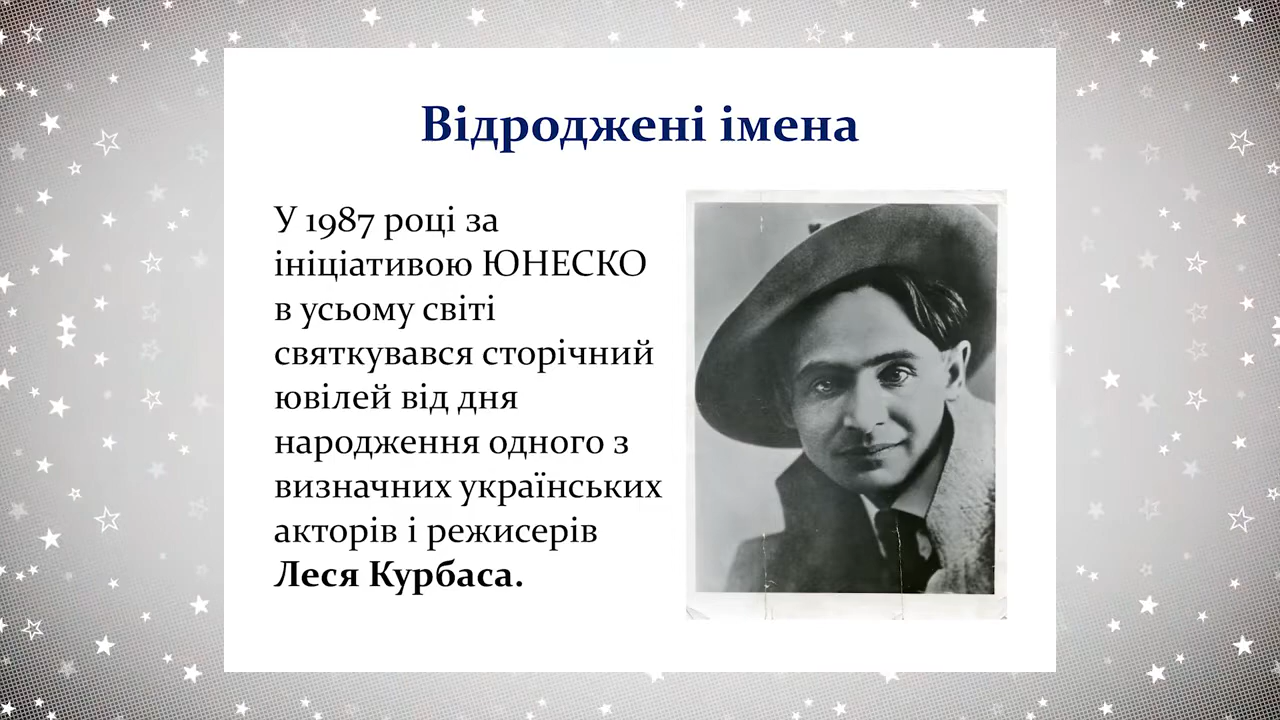 Відроджені імена
У 1987 році за
ініціативою ЮНЕСКО
в усьому світі
святкувався сторічний
ювілей від дня
народження одного з
визначних українських
акторів і режисерів
Леся Курбаса.